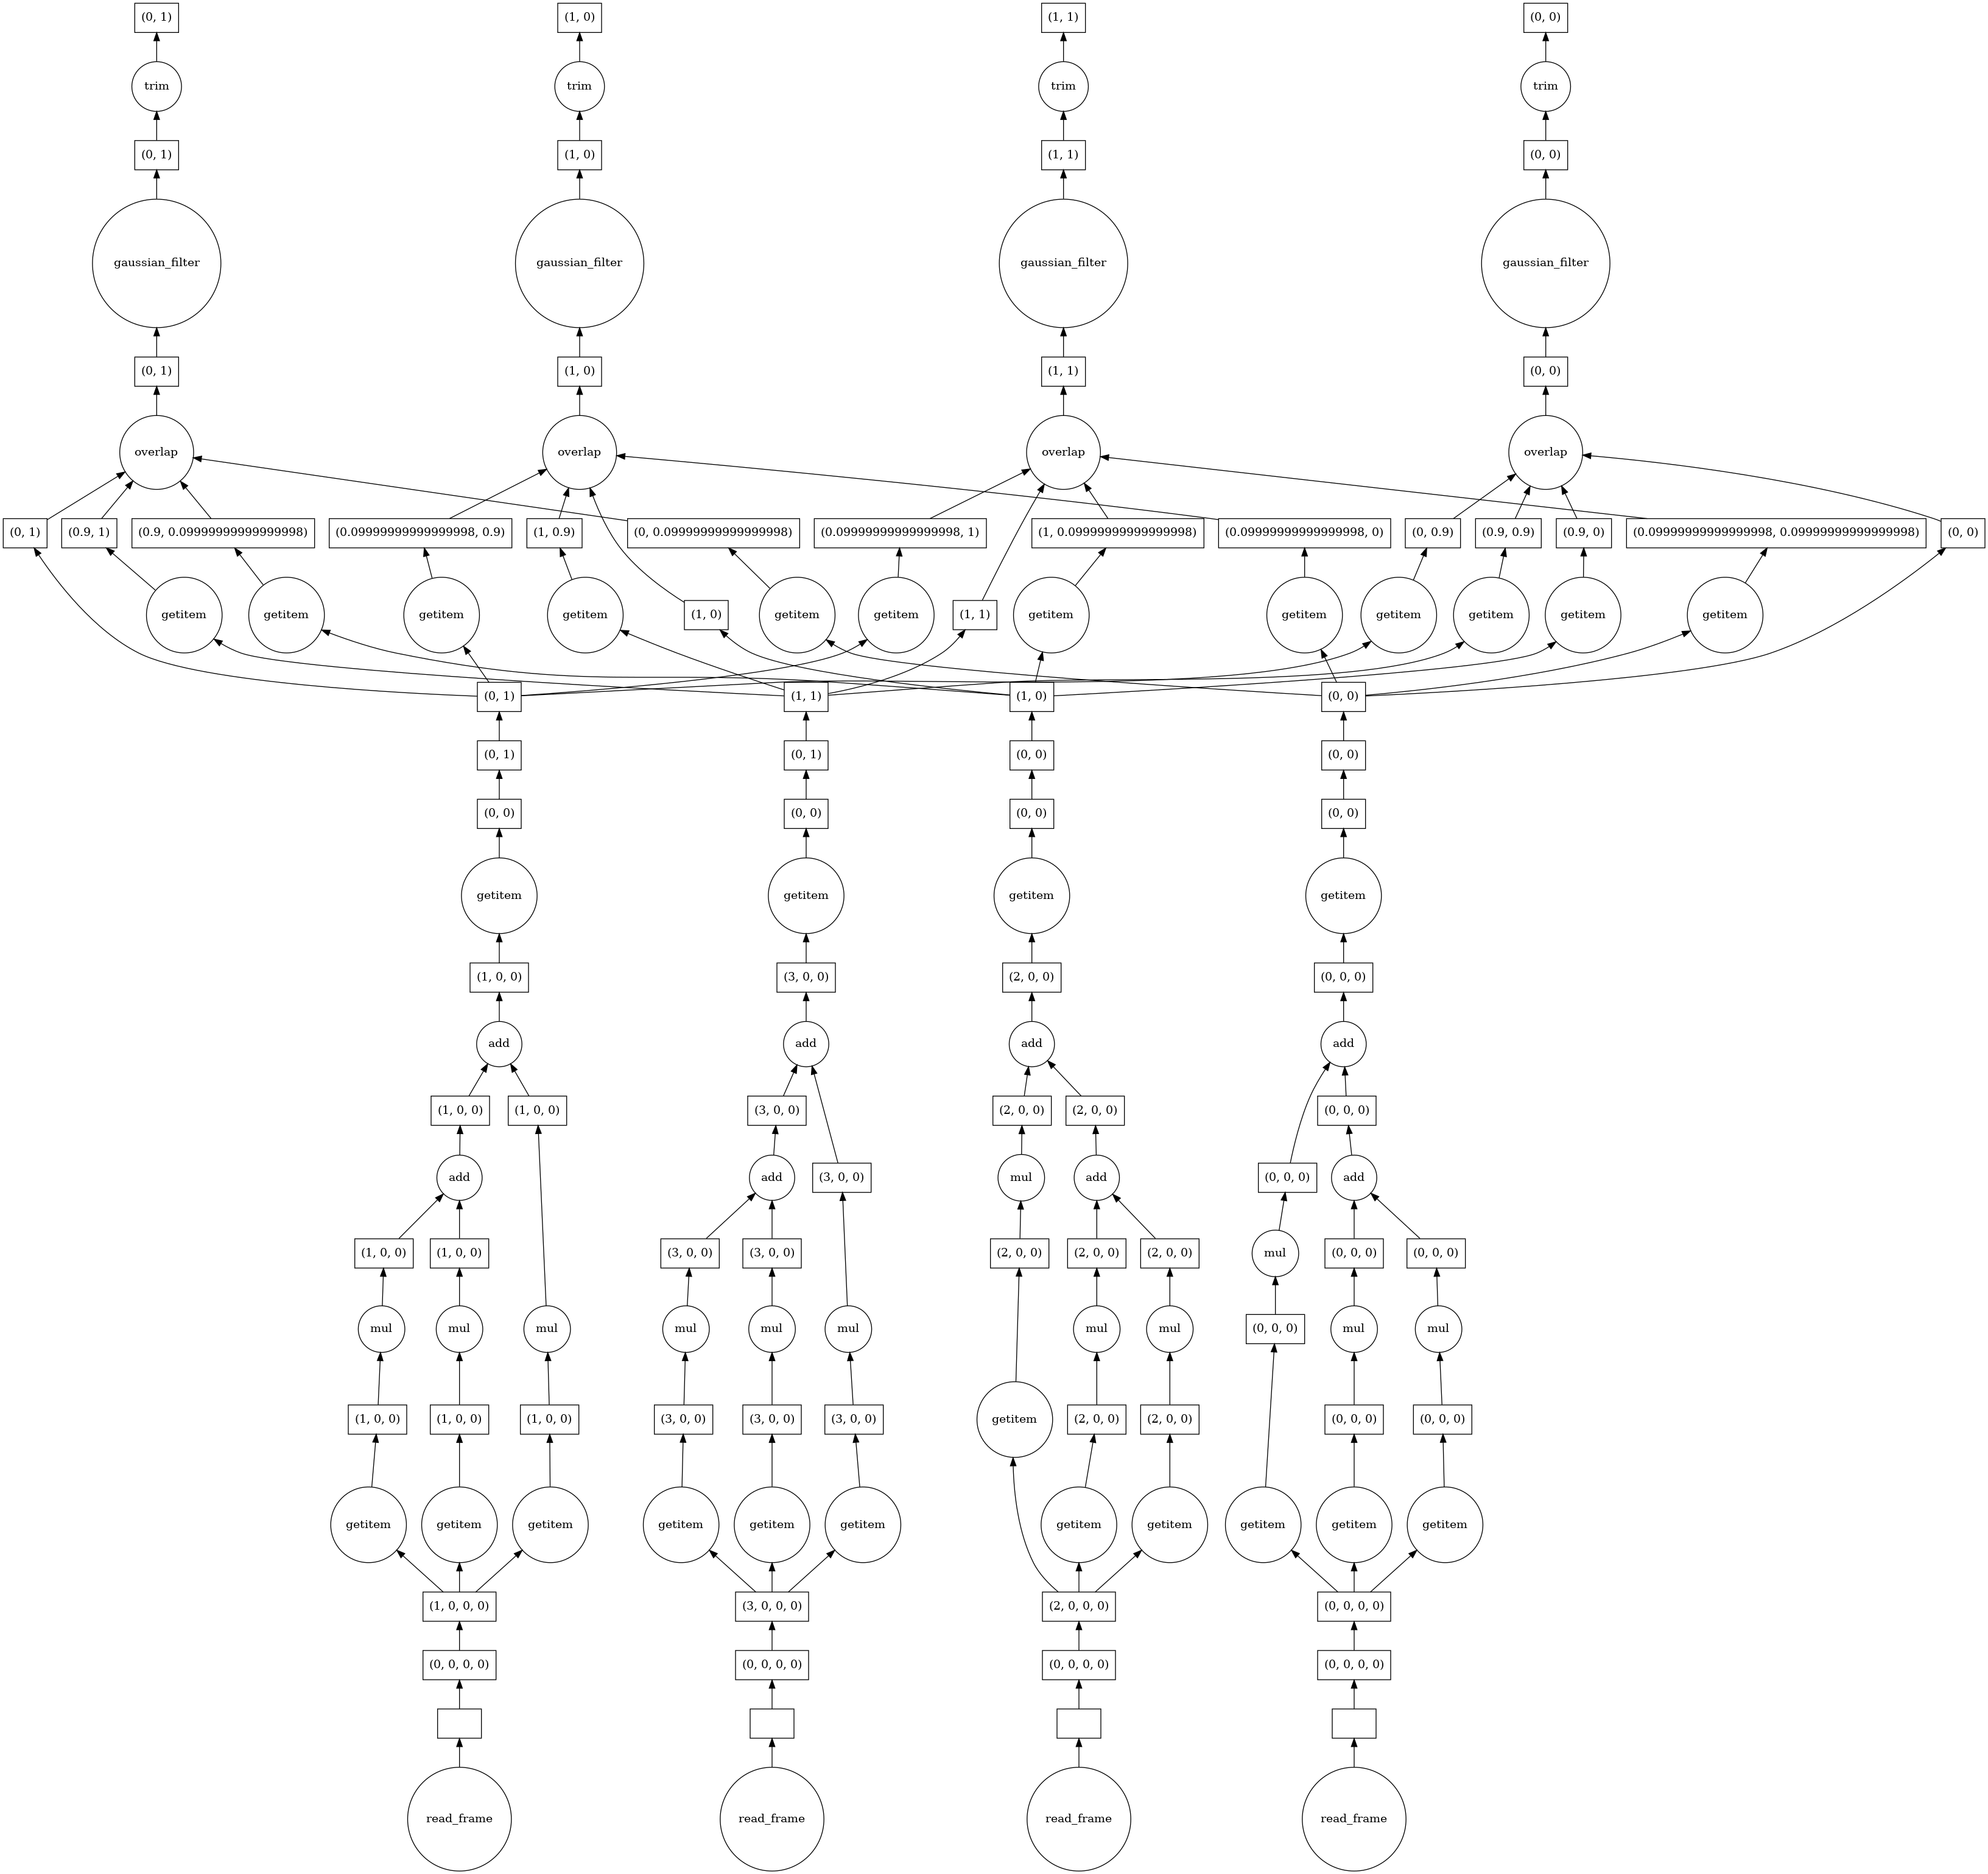 (0, 1)
(1, 0)
(1, 1)
(0, 0)
trim
trim
trim
trim
(0, 1)
(1, 0)
(1, 1)
(0, 0)
gaussian_filter
gaussian_filter
gaussian_filter
gaussian_filter
(0, 1)
(1, 0)
(1, 1)
(0, 0)
overlap
overlap
overlap
overlap
(0, 1)
(0.9, 1)
(0.9, 0.09999999999999998)
(0.09999999999999998, 0.9)
(1, 0.9)
(0, 0.09999999999999998)
(0.09999999999999998, 1)
(1, 0.09999999999999998)
(0.09999999999999998, 0)
(0, 0.9)
(0.9, 0.9)
(0.9, 0)
(0.09999999999999998, 0.09999999999999998)
(0, 0)
getitem
getitem
getitem
getitem
(1, 0)
getitem
getitem
(1, 1)
getitem
getitem
getitem
getitem
getitem
getitem
(0, 1)
(1, 1)
(1, 0)
(0, 0)
(0, 1)
(0, 1)
(0, 0)
(0, 0)
(0, 0)
(0, 0)
(0, 0)
(0, 0)
getitem
getitem
getitem
getitem
(1, 0, 0)
(3, 0, 0)
(2, 0, 0)
(0, 0, 0)
add
add
add
add
(1, 0, 0)
(1, 0, 0)
(3, 0, 0)
(2, 0, 0)
(2, 0, 0)
(0, 0, 0)
add
add
(3, 0, 0)
mul
add
(0, 0, 0)
add
(1, 0, 0)
(1, 0, 0)
(3, 0, 0)
(3, 0, 0)
(2, 0, 0)
(2, 0, 0)
(2, 0, 0)
mul
(0, 0, 0)
(0, 0, 0)
mul
mul
mul
mul
mul
mul
mul
mul
(0, 0, 0)
mul
mul
(1, 0, 0)
(1, 0, 0)
(1, 0, 0)
(3, 0, 0)
(3, 0, 0)
(3, 0, 0)
getitem
(2, 0, 0)
(2, 0, 0)
(0, 0, 0)
(0, 0, 0)
getitem
getitem
getitem
getitem
getitem
getitem
getitem
getitem
getitem
getitem
getitem
(1, 0, 0, 0)
(3, 0, 0, 0)
(2, 0, 0, 0)
(0, 0, 0, 0)
(0, 0, 0, 0)
(0, 0, 0, 0)
(0, 0, 0, 0)
(0, 0, 0, 0)
read_frame
read_frame
read_frame
read_frame